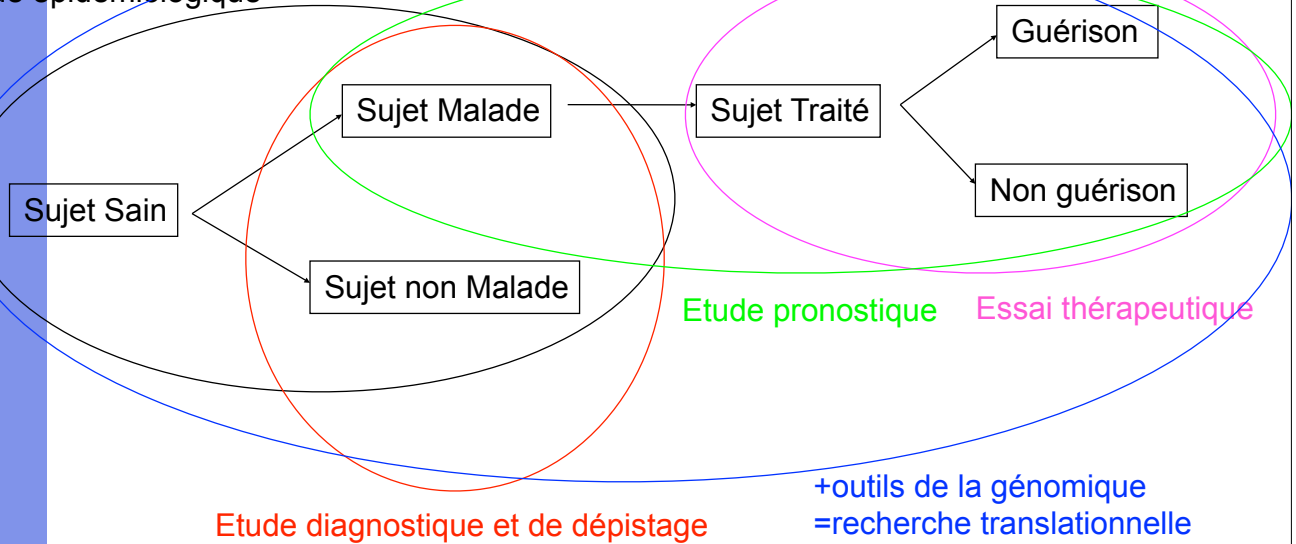 épidémiologique
Guérison
Sujet Malade
Sujet Traité
Sujet Sain
Non guérison
Sujet non Malade
Etude pronostique
Essai thérapeutique
+outils de la génomique
=recherche translationnelle
Etude diagnostique et de dépistage